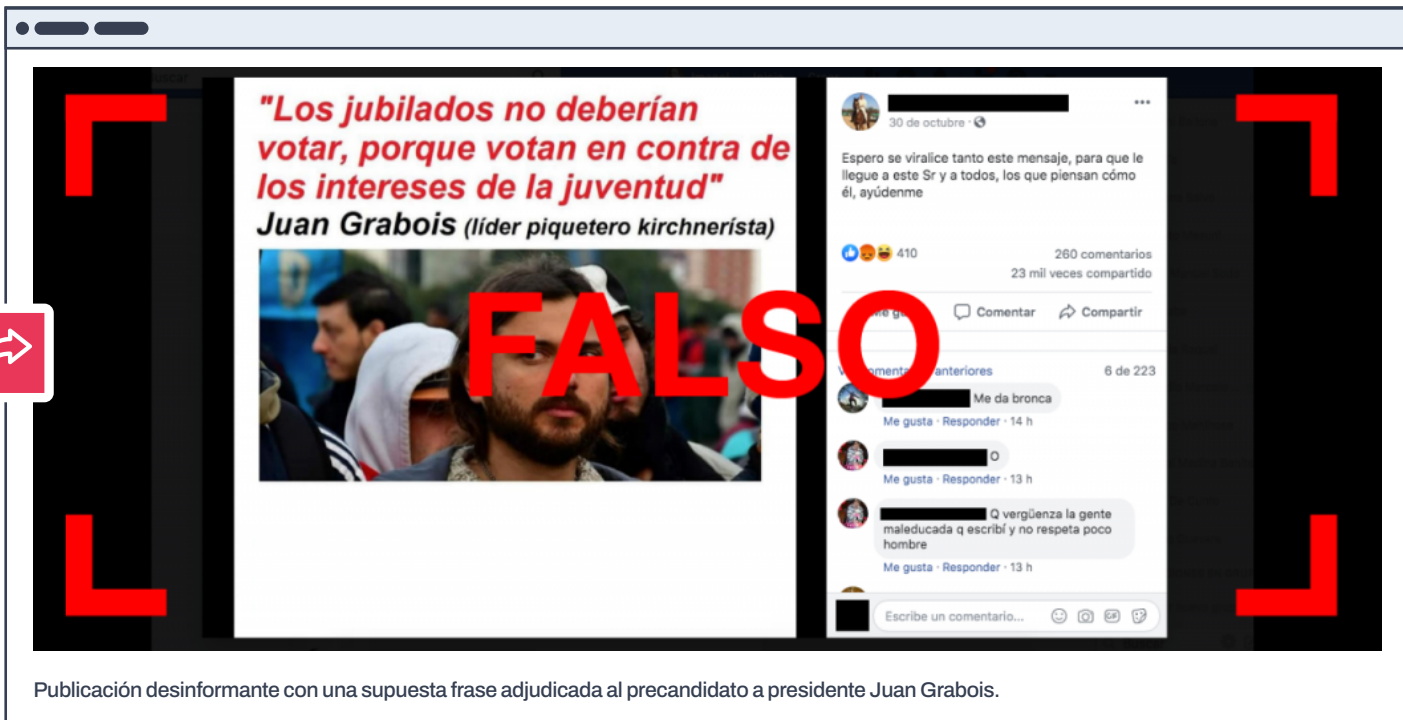 "Los jubilados no deberían
votar, porque votan en contra de
los intereses de la juventud"
Juan Grabois (líder piquetero kirchnerísta)
FALSO
30 de octubre
Espero se viralice tanto este mensaje, para que le
llegue a este Sr y a todos, los que piensan cómo
él, ayúdenme
410
260 comentarios
23 mil veces compartido
Comentar
Compartir
anteriores
6 de 223
Me da bronca
Me gusta · Responder · 14 h
O
Me gusta · Responder · 13 h
Q vergüenza la gente
maleducada q escribí y no respeta poco
hombre
Me gusta · Responder · 13 h
Escribe un comentario...
GIF
Publicación desinformante con una supuesta frase adjudicada al precandidato a presidente Juan Grabois.